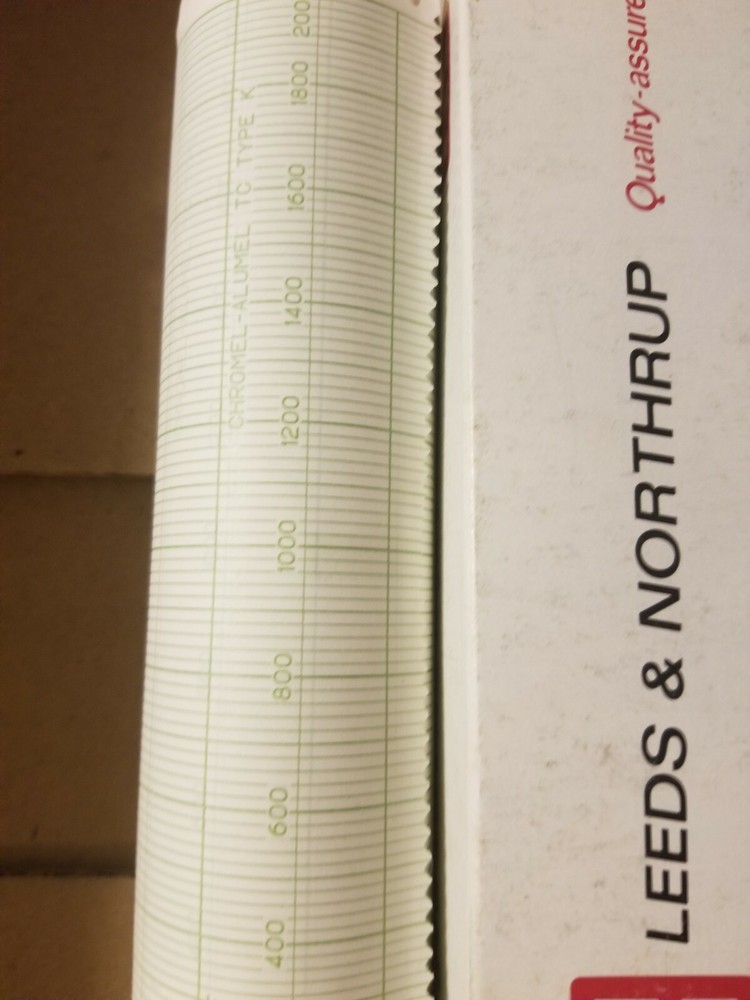 CHROMEL-ALUMEL TC TYPE K
400 600 800 1000 1200 1400 1600 1800 200
LEEDS & NORTHRUP Quality-assure